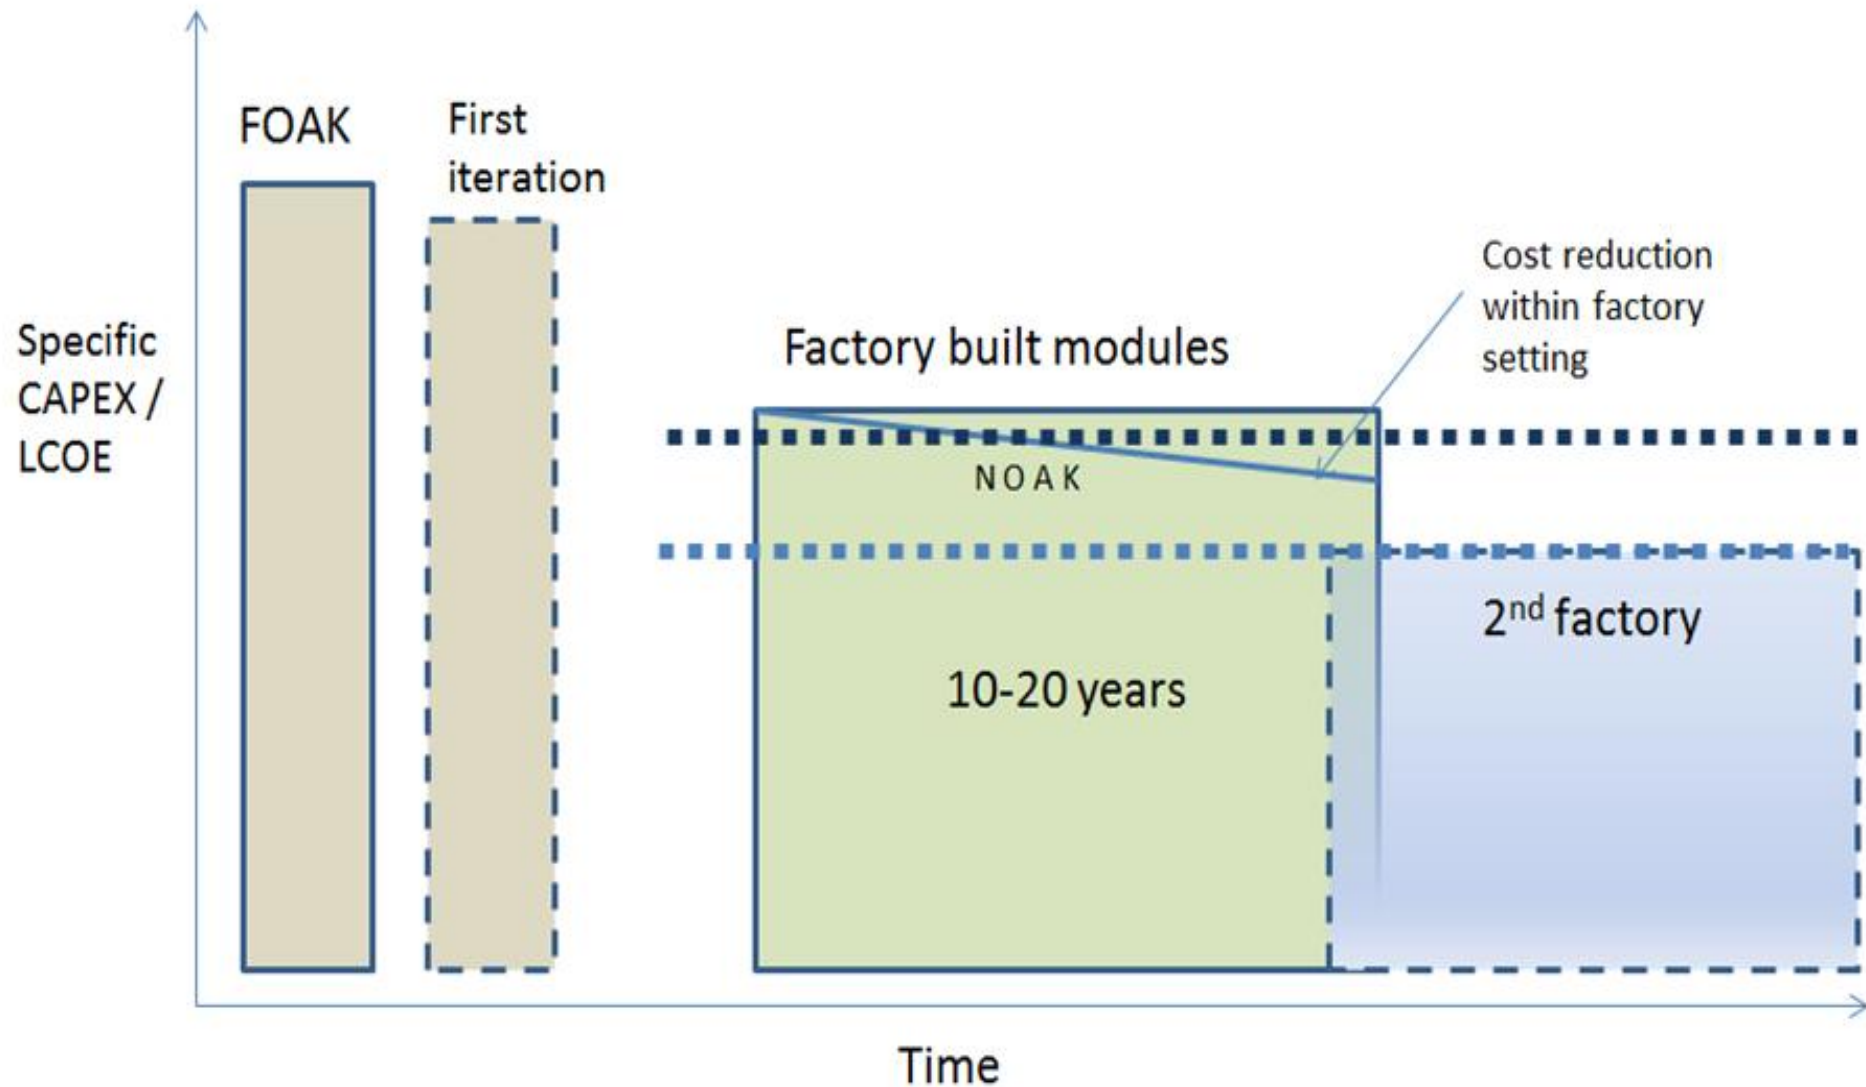 FOAK
First
iteration
Specific
CAPEX /
LCOE
Factory built modules
Cost reduction
within factory
setting
NOAK
2nd factory
10-20 years
Time